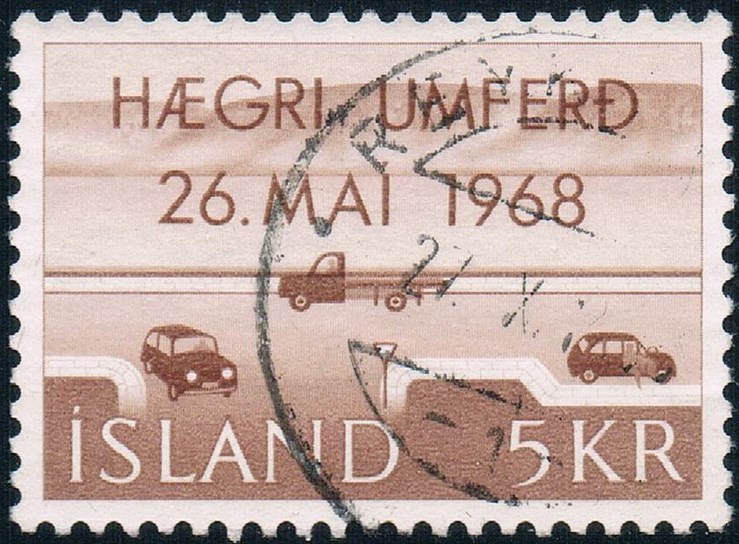 HÆGRI UMFERÐ
26. MAI 1968
ÍSLAND 5KR